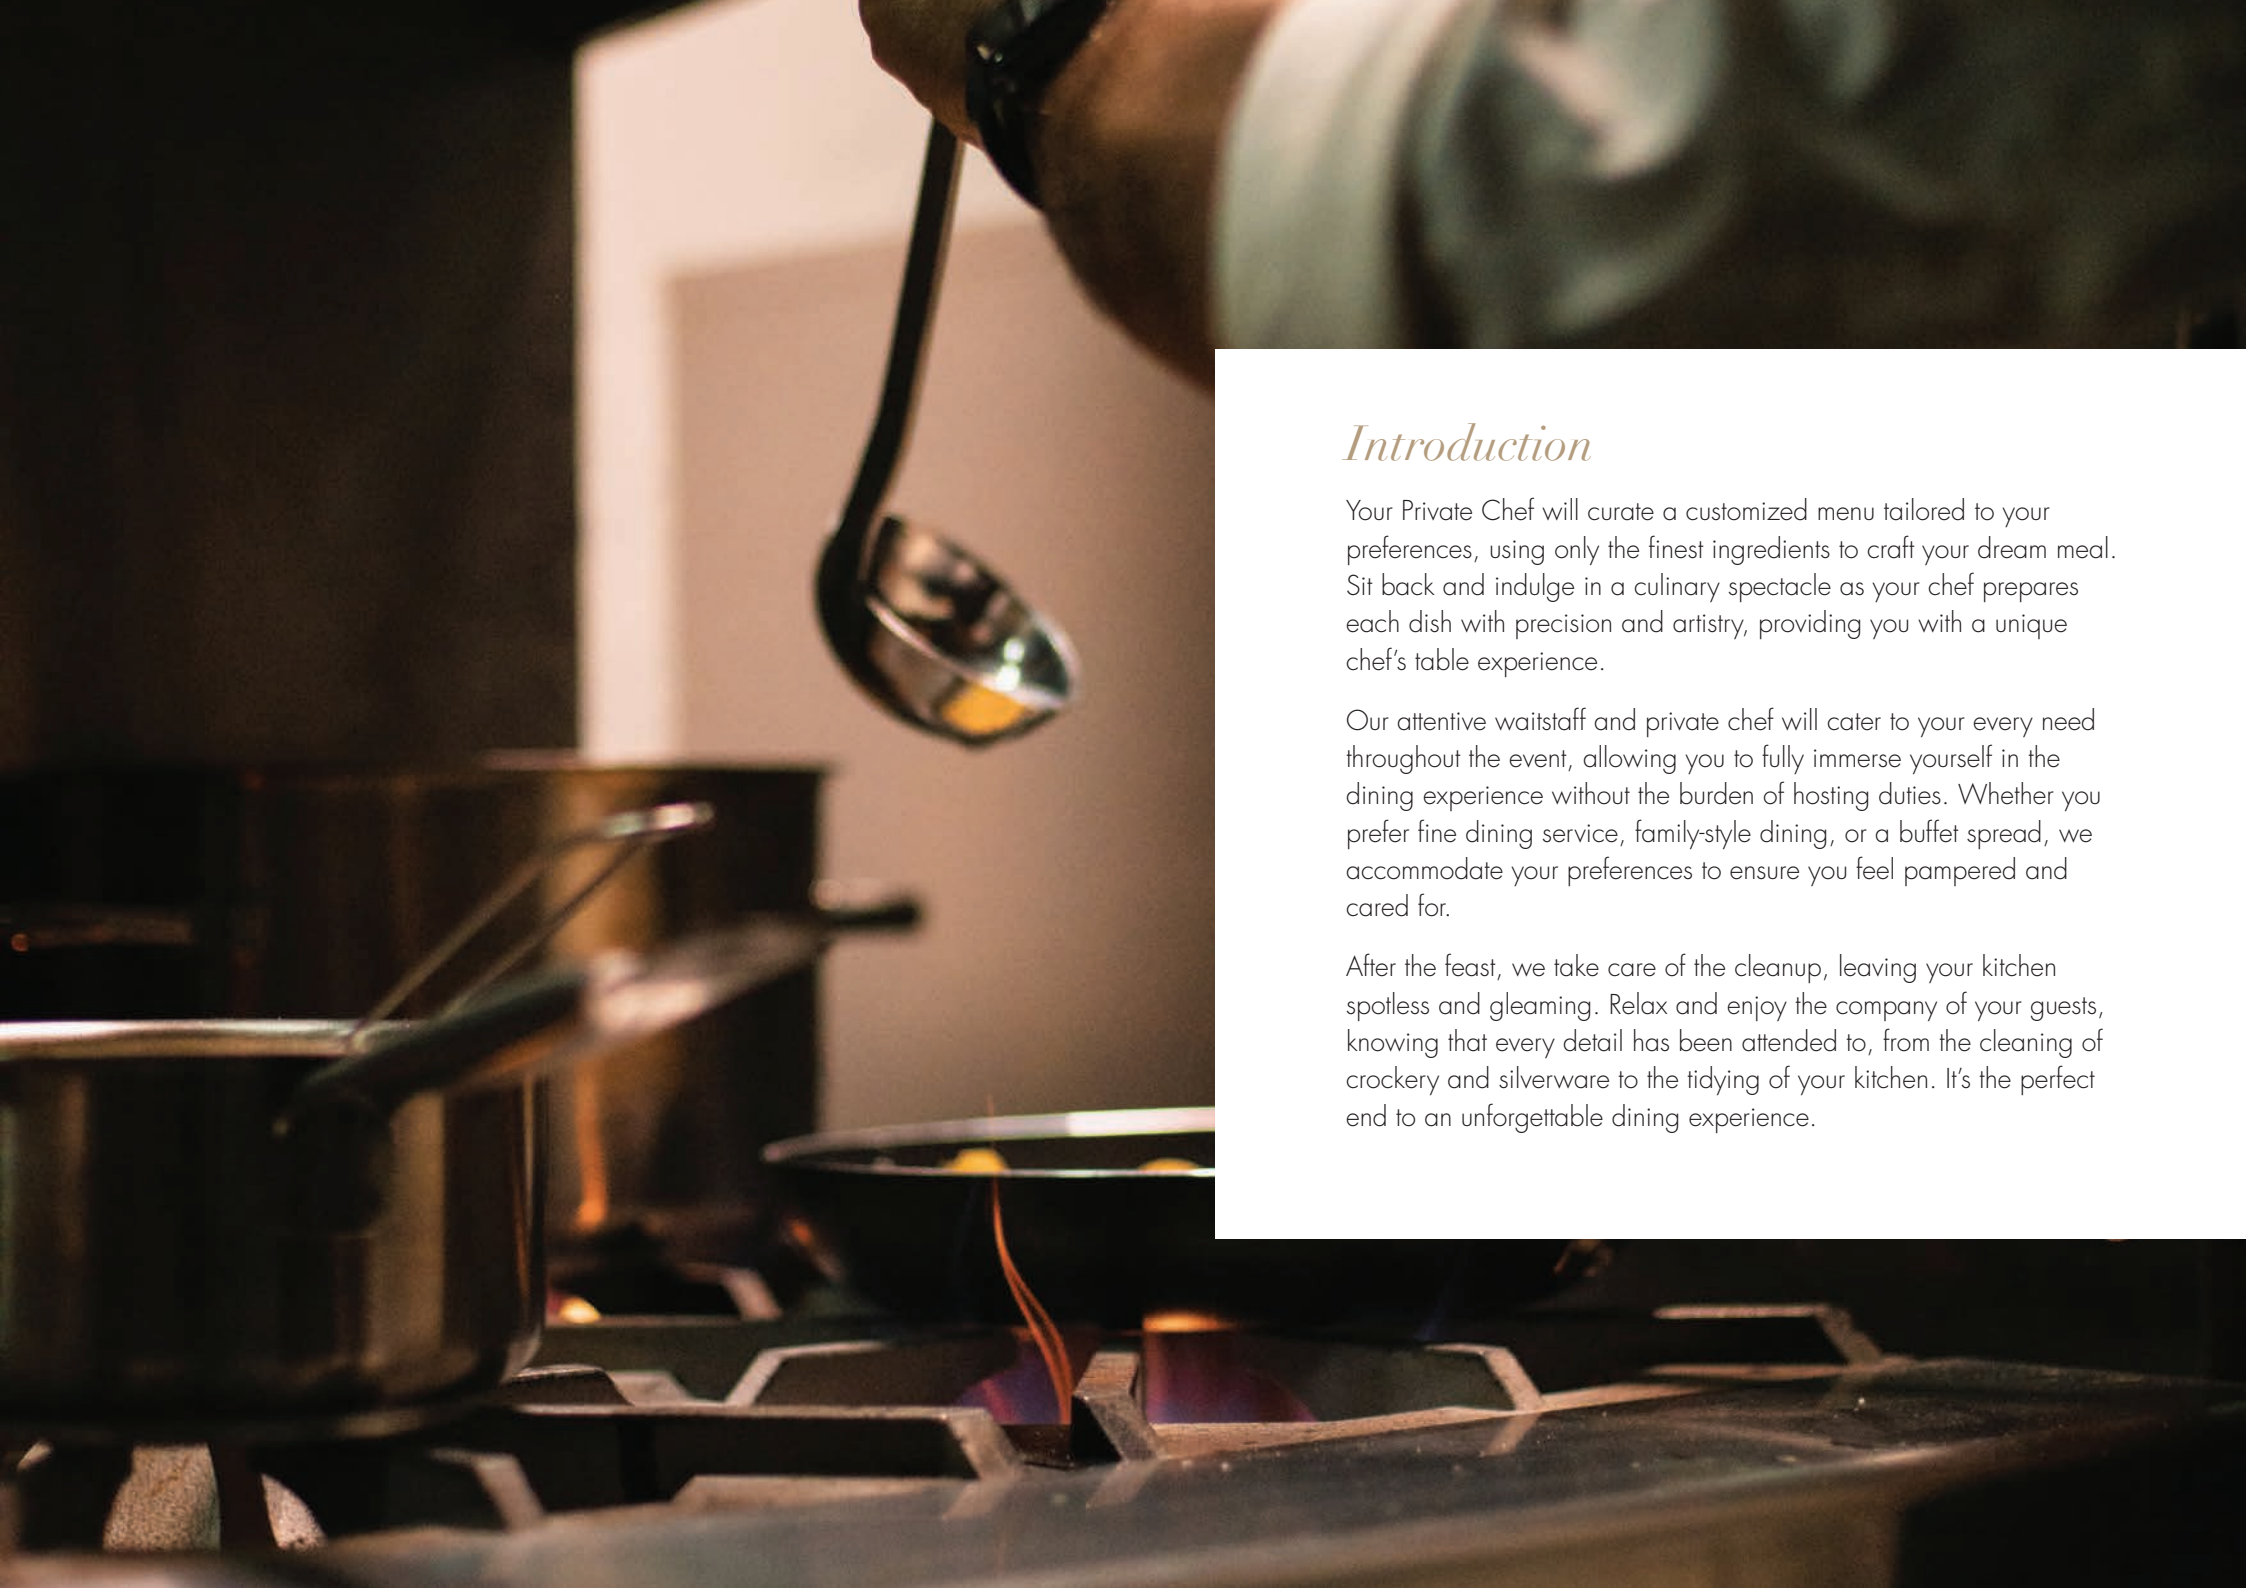 Introduction
Your Private Chef will curate a customized menu tailored to your
preferences, using only the finest ingredients to craft your dream meal.
Sit back and indulge in a culinary spectacle as your chef prepares
each dish with precision and artistry, providing you with a unique
chef’s table experience.
Our attentive waitstaff and private chef will cater to your every need
throughout the event, allowing you to fully immerse yourself in the
dining experience without the burden of hosting duties. Whether you
prefer fine dining service, family-style dining, or a buffet spread, we
accommodate your preferences to ensure you feel pampered and
cared for.
After the feast, we take care of the cleanup, leaving your kitchen
spotless and gleaming. Relax and enjoy the company of your guests,
knowing that every detail has been attended to, from the cleaning of
crockery and silverware to the tidying of your kitchen. It’s the perfect
end to an unforgettable dining experience.